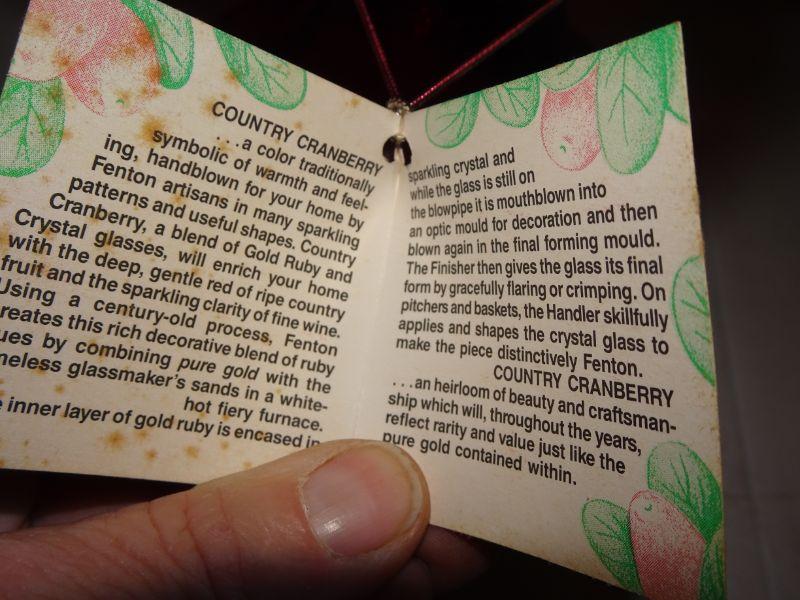 COUNTRY CRANBERRY
. . .a color traditionally
symbolic of warmth and feel-
ing, handblown for your home by
Fenton artisans in many sparkling
patterns and useful shapes. Country
Cranberry, a blend of Gold Ruby and
Crystal glasses, will enrich your home
with the deep, gentle red of ripe country
fruit and the sparkling clarity of fine wine.
Using a century-old process, Fenton
reates this rich decorative blend of ruby
ues by combining pure gold with the
meless glassmaker's sands in a white-
hot fiery furnace.
inner layer of gold ruby is encased in
sparkling crystal and
while the glass is still on
the blowpipe it is mouthblown into
an optic mould for decoration and then
blown again in the final forming mould.
The Finisher then gives the glass its final
form by gracefully flaring or crimping. On
pitchers and baskets, the Handler skillfully
applies and shapes the crystal glass to
make the piece distinctively Fenton.
COUNTRY CRANBERRY
. . .an heirloom of beauty and craftsman-
ship which will, throughout the years,
reflect rarity and value just like the
pure gold contained within.